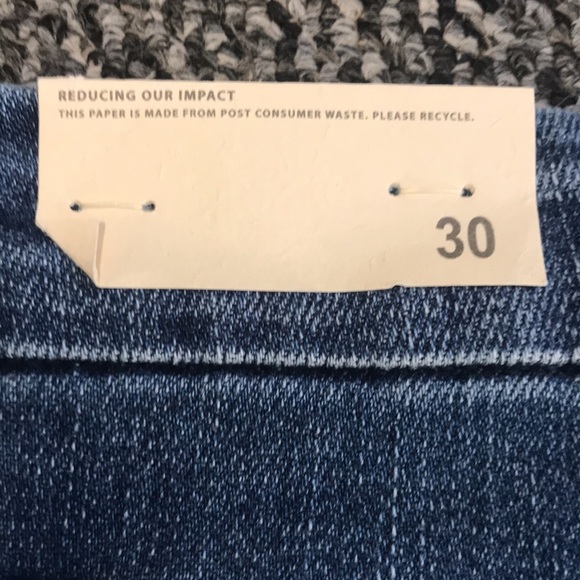 REDUCING OUR IMPACT
THIS PAPER IS MADE FROM POST CONSUMER WASTE. PLEASE RECYCLE.
30